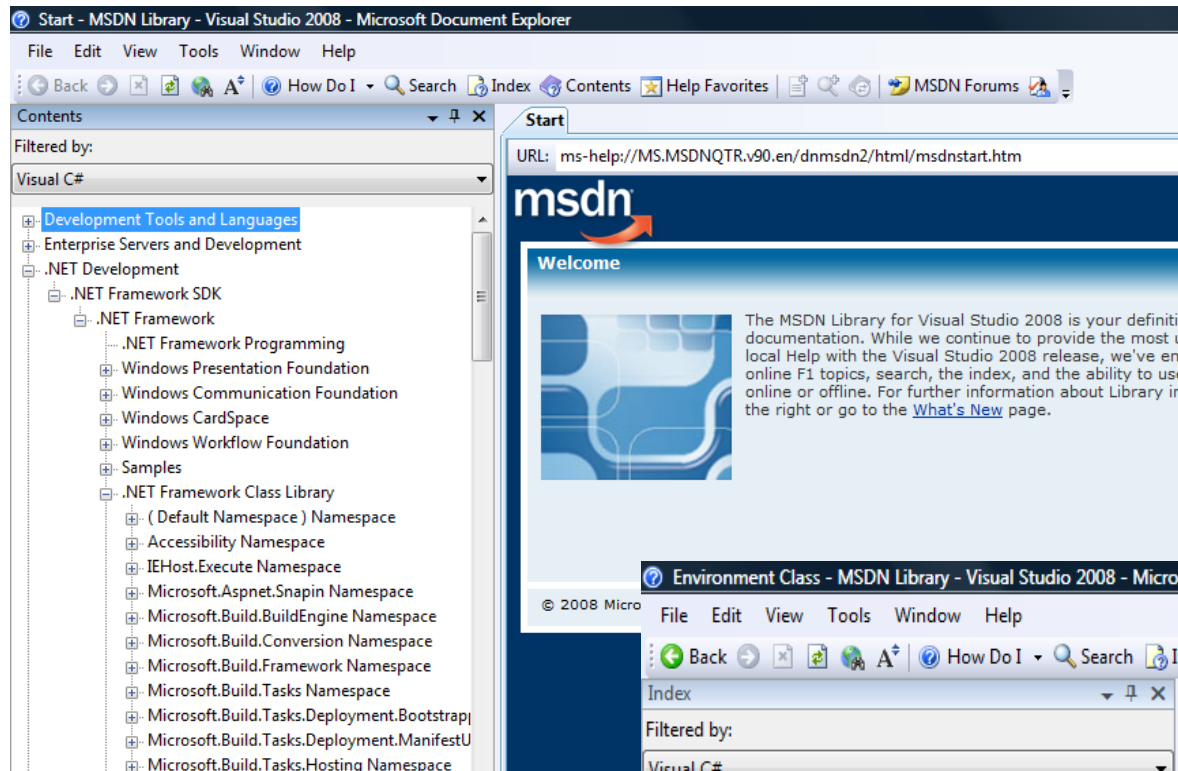 Start - MSDN Library - Visual Studio 2008 - Microsoft Document Explorer
File Edit View Tools Window Help
Back How Do I Search Index Contents Help Favorites MSDN Forums
Contents
Filtered by:
Visual C#
Development Tools and Languages
Enterprise Servers and Development
.NET Development
.NET Framework SDK
.NET Framework
.NET Framework Programming
Windows Presentation Foundation
Windows Communication Foundation
Windows CardSpace
Windows Workflow Foundation
Samples
.NET Framework Class Library
( Default Namespace ) Namespace
Accessibility Namespace
IEHost.Execute Namespace
Microsoft.Aspnet.Snapin Namespace
Microsoft.Build.BuildEngine Namespace
Microsoft.Build.Conversion Namespace
Microsoft.Build.Framework Namespace
Microsoft.Build.Tasks Namespace
Microsoft.Build.Tasks.Deployment.Bootstrapp
Microsoft.Build.Tasks.Deployment.ManifestU
Microsoft.Build.Tasks.Hosting Namespace
Start
URL: ms-help://MS.MSDNQTR.v90.en/dnmsdn2/html/msdnstart.htm
msdn
Welcome
The MSDN Library for Visual Studio 2008 is your definiti
documentation. While we continue to provide the most u
local Help with the Visual Studio 2008 release, we've en
online F1 topics, search, the index, and the ability to use
online or offline. For further information about Library in
the right or go to the What's New page.
© 2008 Micro
Environment Class - MSDN Library - Visual Studio 2008 - Micro
File Edit View Tools Window Help
Back How Do I Search I
Index
Filtered by:
Visual C#